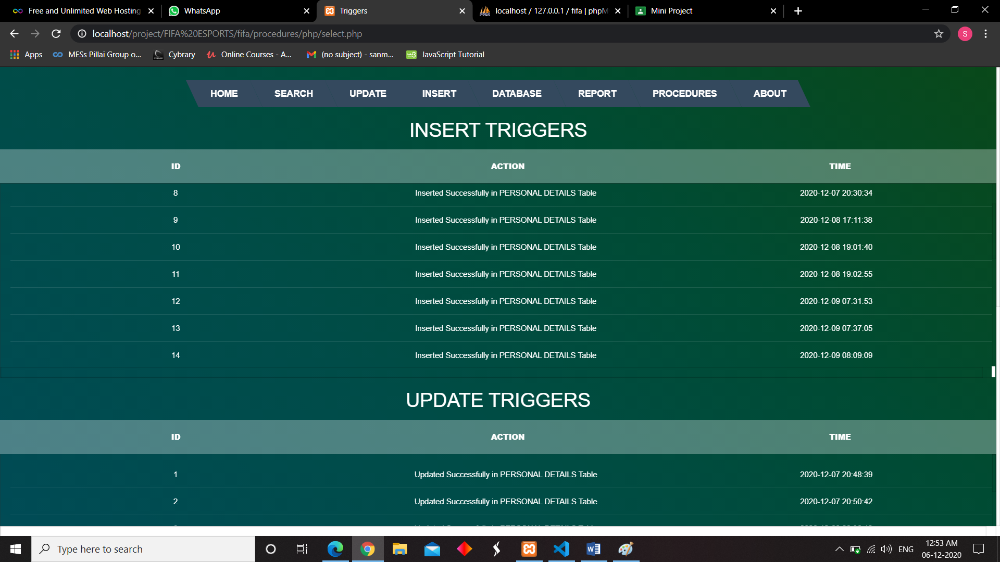 Free and Unlimited Web Hosting
WhatsApp
Triggers
localhost / 127.0.0.1 / fifa | phpM
Mini Project
localhost/project/FIFA%20ESPORTS/fifa/procedures/php/select.php
S
Apps
MESs Pillai Group o...
Cybrary
Online Courses - A...
(no subject) - sanm...
JavaScript Tutorial
HOME SEARCH UPDATE INSERT DATABASE REPORT PROCEDURES ABOUT
INSERT TRIGGERS
ID ACTION TIME
8 Inserted Successfully in PERSONAL DETAILS Table 2020-12-07 20:30:34
9 Inserted Successfully in PERSONAL DETAILS Table 2020-12-08 17:11:38
10 Inserted Successfully in PERSONAL DETAILS Table 2020-12-08 19:01:40
11 Inserted Successfully in PERSONAL DETAILS Table 2020-12-08 19:02:55
12 Inserted Successfully in PERSONAL DETAILS Table 2020-12-09 07:31:53
13 Inserted Successfully in PERSONAL DETAILS Table 2020-12-09 07:37:05
14 Inserted Successfully in PERSONAL DETAILS Table 2020-12-09 08:09:09
UPDATE TRIGGERS
ID ACTION TIME
1 Updated Successfully in PERSONAL DETAILS Table 2020-12-07 20:48:39
2 Updated Successfully in PERSONAL DETAILS Table 2020-12-07 20:50:42
Type here to search
ENG
12:53 AM
06-12-2020